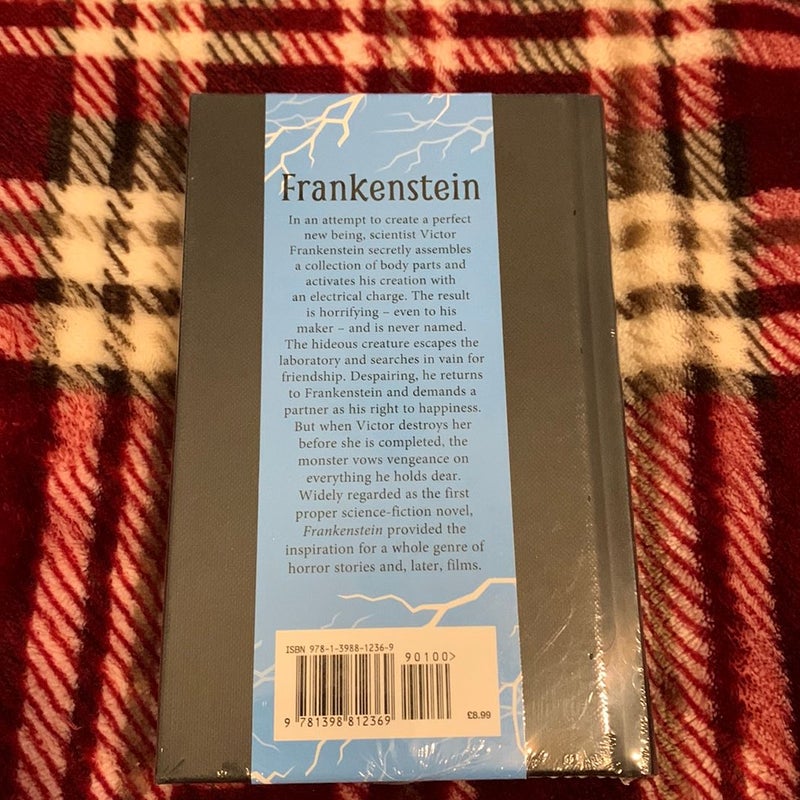 Frankenstein
In an attempt to create a perfect
new being, scientist Victor
Frankenstein secretly assembles
a collection of body parts and
activates his creation with
an electrical charge. The result
is horrifying – even to his
maker – and is never named.
The hideous creature escapes the
laboratory and searches in vain for
friendship. Despairing, he returns
to Frankenstein and demands a
partner as his right to happiness.
But when Victor destroys her
before she is completed, the
monster vows vengeance on
everything he holds dear.
Widely regarded as the first
proper science-fiction novel,
Frankenstein provided the
inspiration for a whole genre of
horror stories and, later, films.
ISBN 978-1-3988-1236-9
90100>
9 781398 812369
£8.99